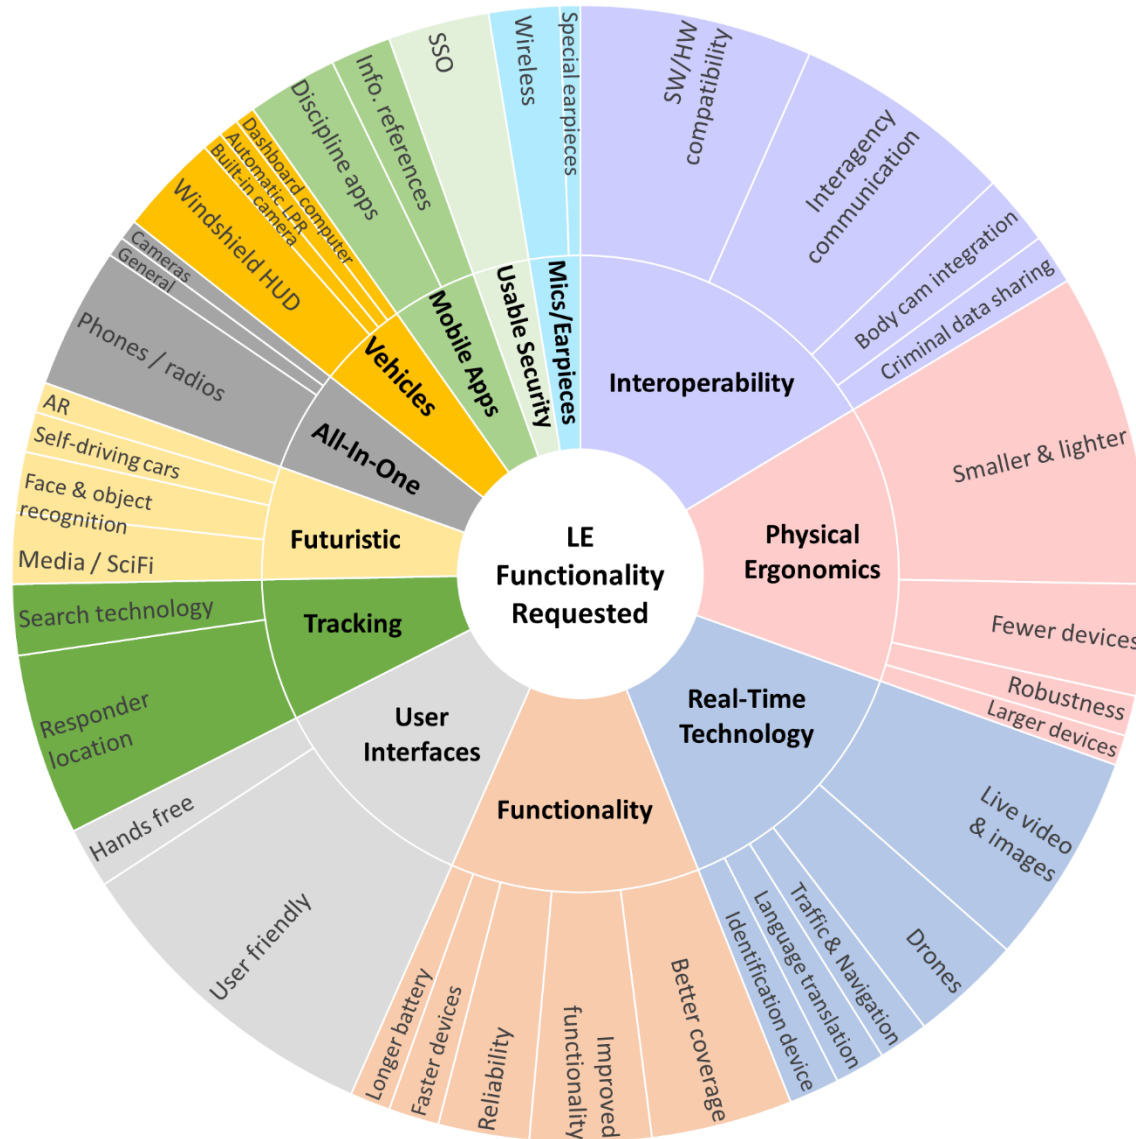 LE
Functionality
Requested
Interoperability
SW/HW
compatibility
Interagency
communication
Body cam integration
Criminal data sharing
Physical
Ergonomics
Smaller & lighter
Fewer devices
Robustness
Larger devices
Real-Time
Technology
Live video
& images
Drones
Traffic & Navigation
Language translation
Identification device
Functionality
Better coverage
Improved
functionality
Reliability
Faster devices
Longer battery
User
Interfaces
User friendly
Hands free
Tracking
Responder
location
Search technology
Futuristic
Media / SciFi
Face & object
recognition
Self-driving cars
AR
All-In-One
Phones / radios
General
Cameras
Vehicles
Windshield HUD
Built-in camera
Automatic LPR
Dashboard computer
Mobile Apps
Discipline apps
Info. references
Usable Security
SSO
Mics/Earpieces
Wireless
Special earpieces